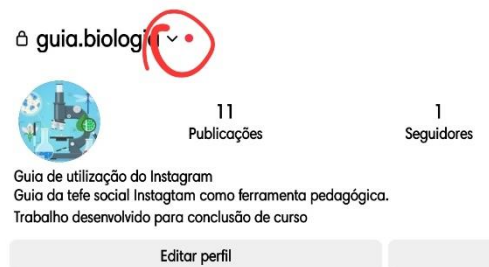 guia.biologia
11 1
Publicações Seguidores
Guia de utilização do Instagram
Guia da tefe social Instagtam como ferramenta pedagógica.
Trabalho desenvolvido para conclusão de curso
Editar perfil